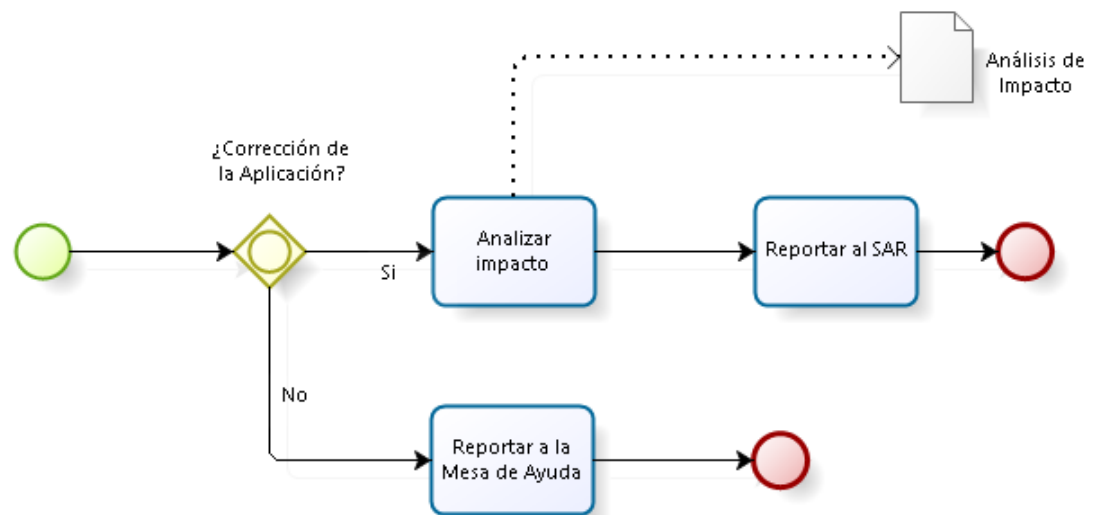 Análisis de
Impacto
¿Corrección de
la Aplicación?
Analizar
impacto
Reportar al SAR
Si
No
Reportar a la
Mesa de Ayuda